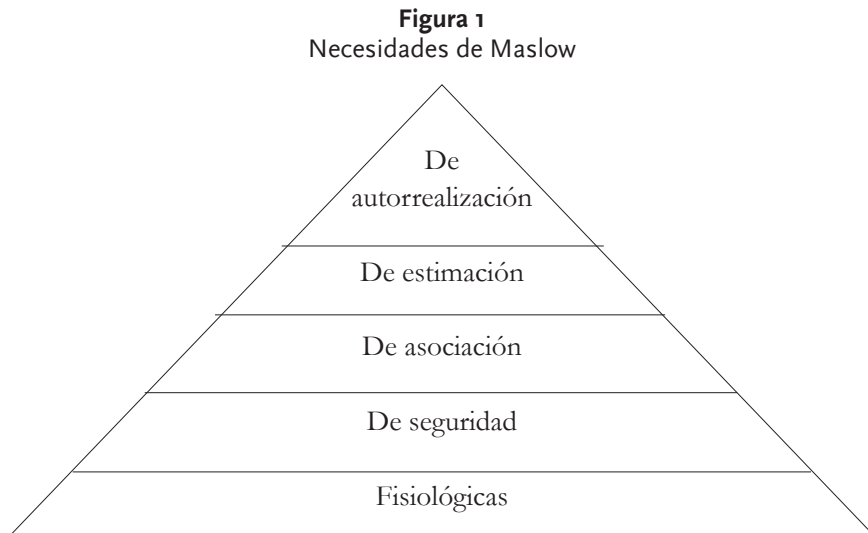 Figura 1
Necesidades de Maslow
De
autorrealización
De estimación
De asociación
De seguridad
Fisiológicas